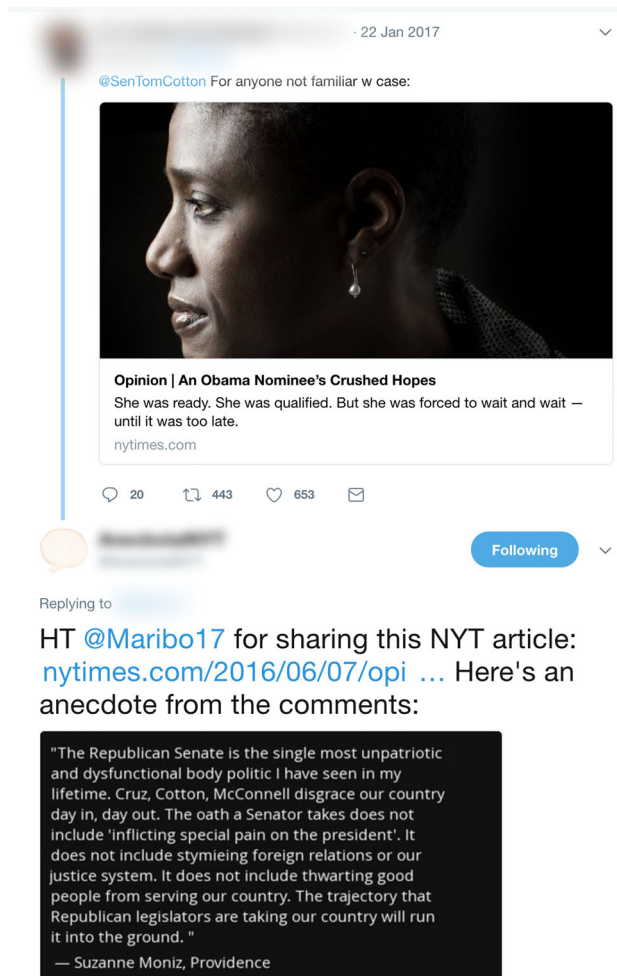 · 22 Jan 2017
@SenTomCotton For anyone not familiar w case:
Opinion | An Obama Nominee’s Crushed Hopes
She was ready. She was qualified. But she was forced to wait and wait —
until it was too late.
nytimes.com
20 443 653
Following
Replying to
HT @Maribo17 for sharing this NYT article:
nytimes.com/2016/06/07/opi … Here's an
anecdote from the comments:
"The Republican Senate is the single most unpatriotic
and dysfunctional body politic I have seen in my
lifetime. Cruz, Cotton, McConnell disgrace our country
day in, day out. The oath a Senator takes does not
include 'inflicting special pain on the president'. It
does not include stymieing foreign relations or our
justice system. It does not include thwarting good
people from serving our country. The trajectory that
Republican legislators are taking our country will run
it into the ground. "
— Suzanne Moniz, Providence